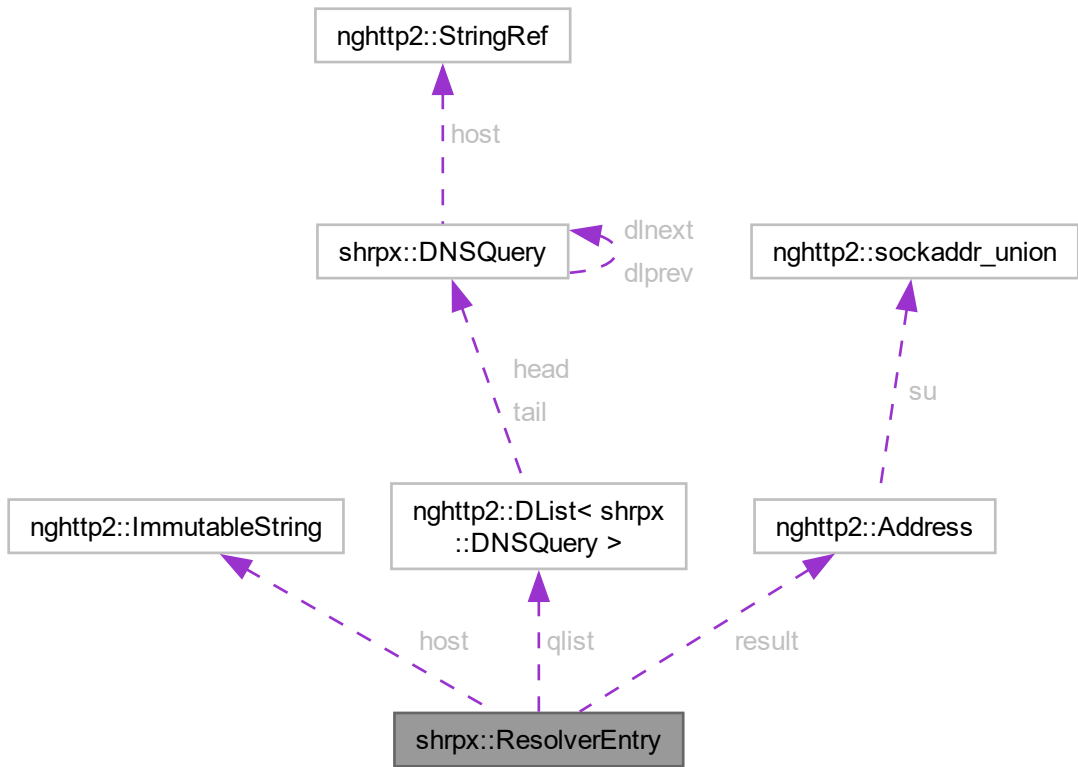 nghttp2::StringRef
host
shrpx::DNSQuery
dlnext
dlprev
nghttp2::sockaddr_union
head
tail
su
nghttp2::ImmutableString
nghttp2::DList< shrpx
::DNSQuery >
nghttp2::Address
host
qlist
result
shrpx::ResolverEntry